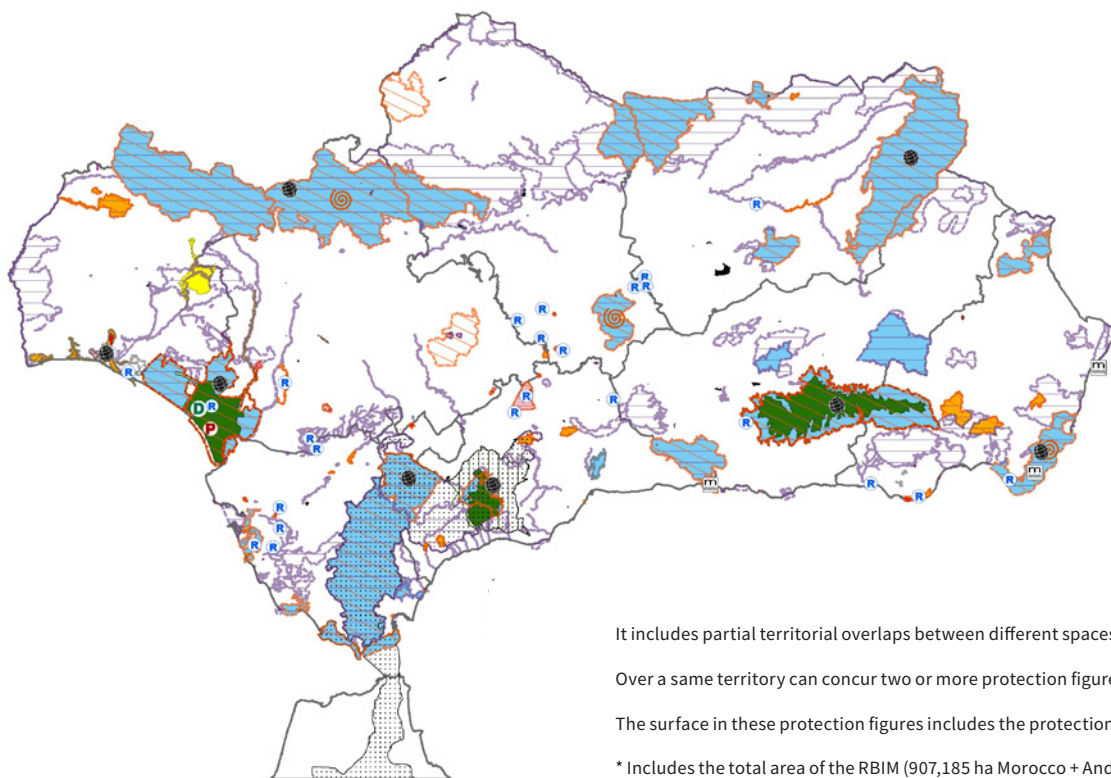 R
R
R
R
R
R
R
R
R
R
R
m
R
D
R
R
R
R
P
R
R
R
m
m
R
R
R
R
R
R
R
It includes partial territorial overlaps between different spaces
Over a same territory can concur two or more protection figure
The surface in these protection figures includes the protection
* Includes the total area of the RBIM (907,185 ha Morocco + And